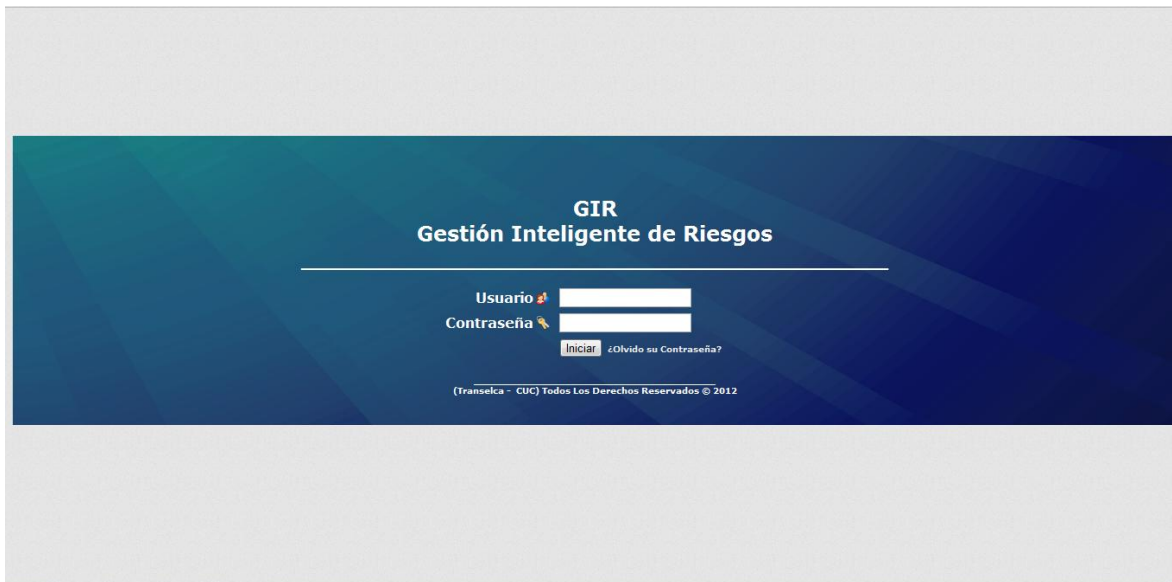 GIR
Gestión Inteligente de Riesgos
Usuario
Contraseña
Iniciar ¿Olvido su Contraseña?
(Transelca - CUC) Todos Los Derechos Reservados © 2012